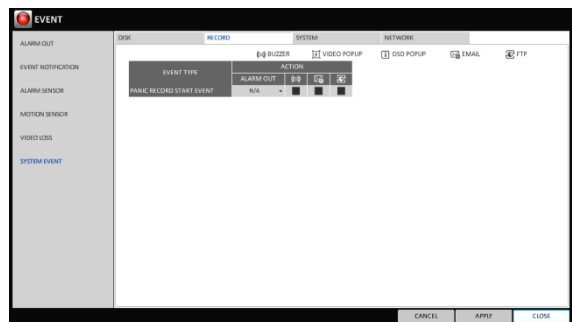 EVENT
ALARM OUT
EVENT NOTIFICATION
ALARM SENSOR
MOTION SENSOR
VIDEO LOSS
SYSTEM EVENT
DISK RECORD SYSTEM NETWORK
BUZZER VIDEO POPUP OSD POPUP EMAIL FTP
EVENT TYPE ACTION
ALARM OUT
PANIC RECORD START EVENT N/A
CANCEL APPLY CLOSE